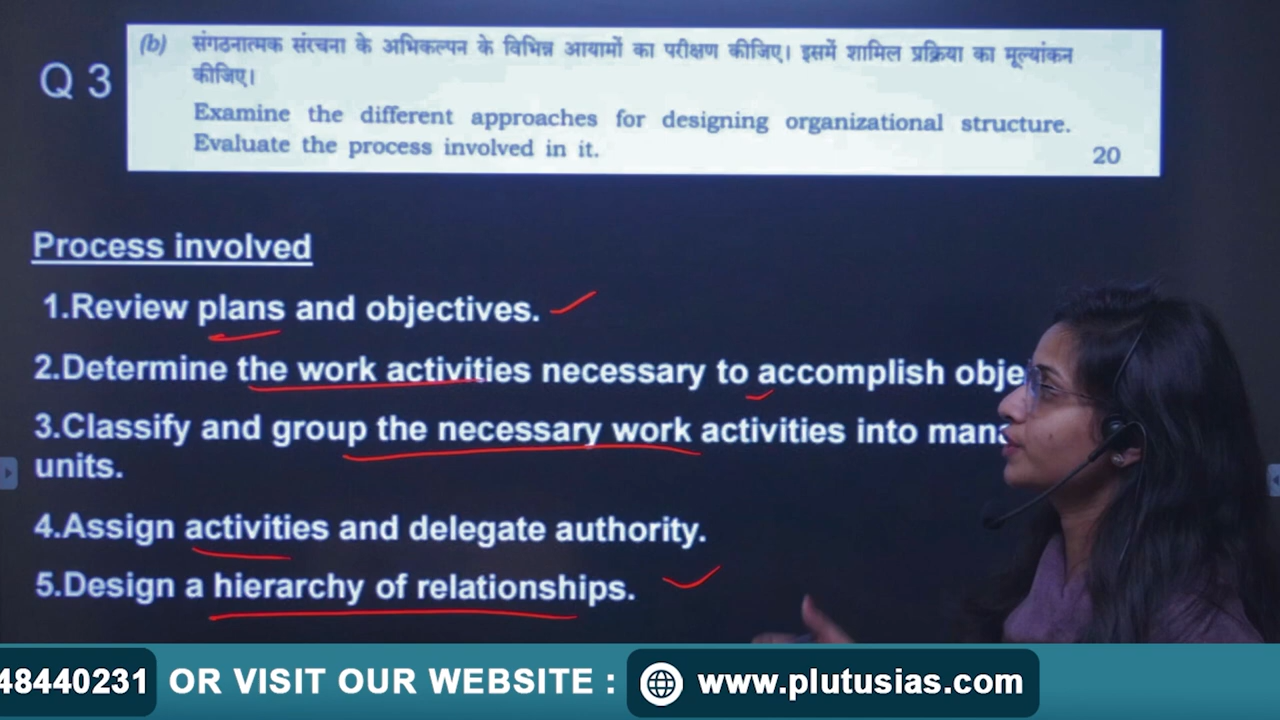 Q 3
(b) संगठनात्मक संरचना के अभिकल्पन के विभिन्न आयामों का परीक्षण कीजिए। इसमें शामिल प्रक्रिया का मूल्यांकन
कीजिए।
Examine the different approaches for designing organizational structure.
Evaluate the process involved in it.
20
Process involved
1.Review plans and objectives.
2.Determine the work activities necessary to accomplish
3.Classify and group the necessary work activities into
units.
4.Assign activities and delegate authority.
5.Design a hierarchy of relationships.
48440231 OR VISIT OUR WEBSITE : www.plutusias.com